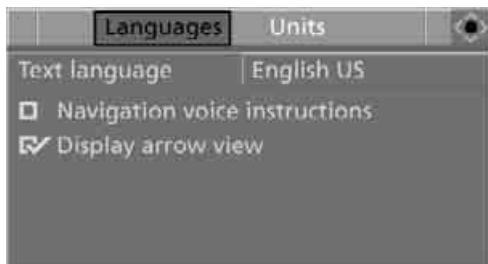 Languages Units
Text language English US
Navigation voice instructions
Display arrow view